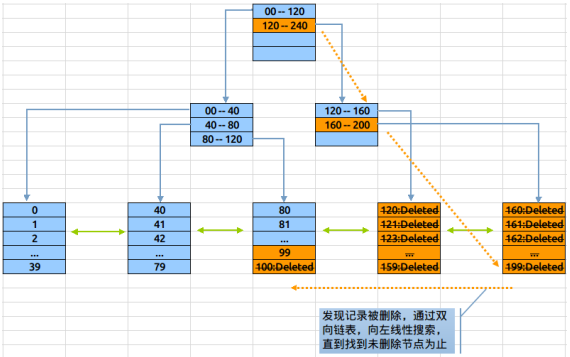 00 -- 120
120 -- 240
00 -- 40
40 -- 80
80 -- 120
120 -- 160
160 -- 200
0
1
2
...
39
40
41
42
...
79
80
81
...
99
100:Deleted
120:Deleted
121:Deleted
123:Deleted
...
159:Deleted
160:Deleted
161:Deleted
162:Deleted
...
199:Deleted
发现记录被删除，通过双
向链表，向左线性搜索，
直到找到未删除节点为止